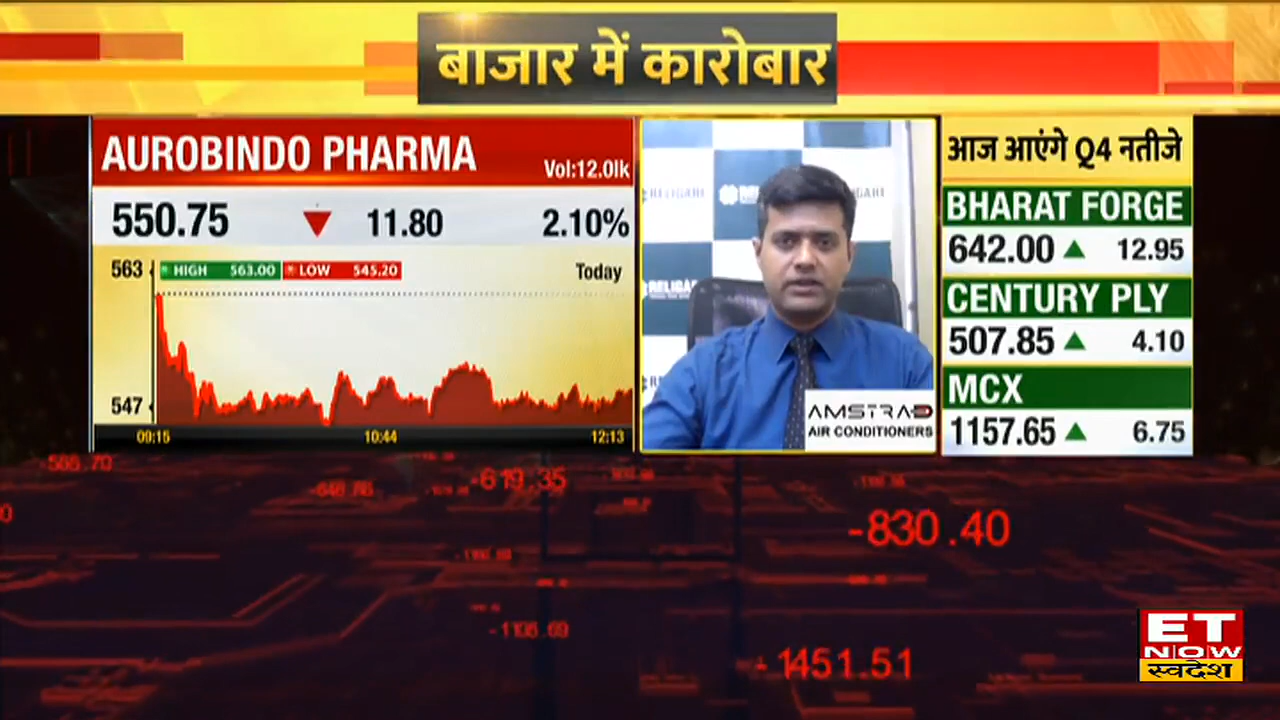 बाजार में कारोबार
AUROBINDO PHARMA
Vol:12.0lk
550.75 ▼ 11.80 2.10%
563
HIGH 563.00 LOW 545.20
Today
547
09:15 10:44 12:13
RELIGARE
AMSTRAD
AIR CONDITIONERS
आज आएंगे Q4 नतीजे
BHARAT FORGE
642.00 ▲ 12.95
CENTURY PLY
507.85 ▲ 4.10
MCX
1157.65 ▲ 6.75
-619.35
-830.40
-1451.51
ET
NOW
स्वदेश